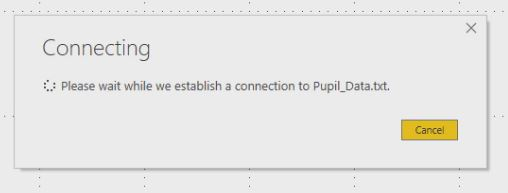 Connecting
Please wait while we establish a connection to Pupil_Data.txt.
Cancel